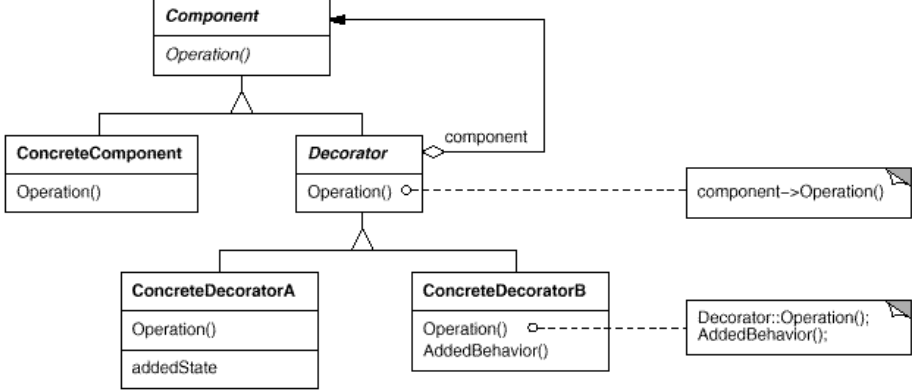 Component
Operation()
ConcreteComponent
Operation()
Decorator
Operation()
component
component->Operation()
ConcreteDecoratorA
Operation()
addedState
ConcreteDecoratorB
Operation()
AddedBehavior()
Decorator::Operation();
AddedBehavior();